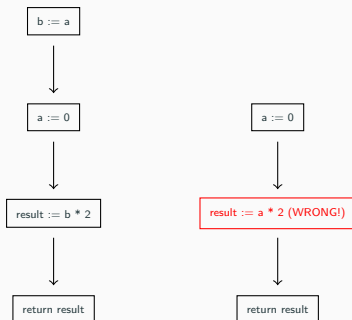 b := a
a := 0
result := b * 2
return result
a := 0
result := a * 2 (WRONG!)
return result